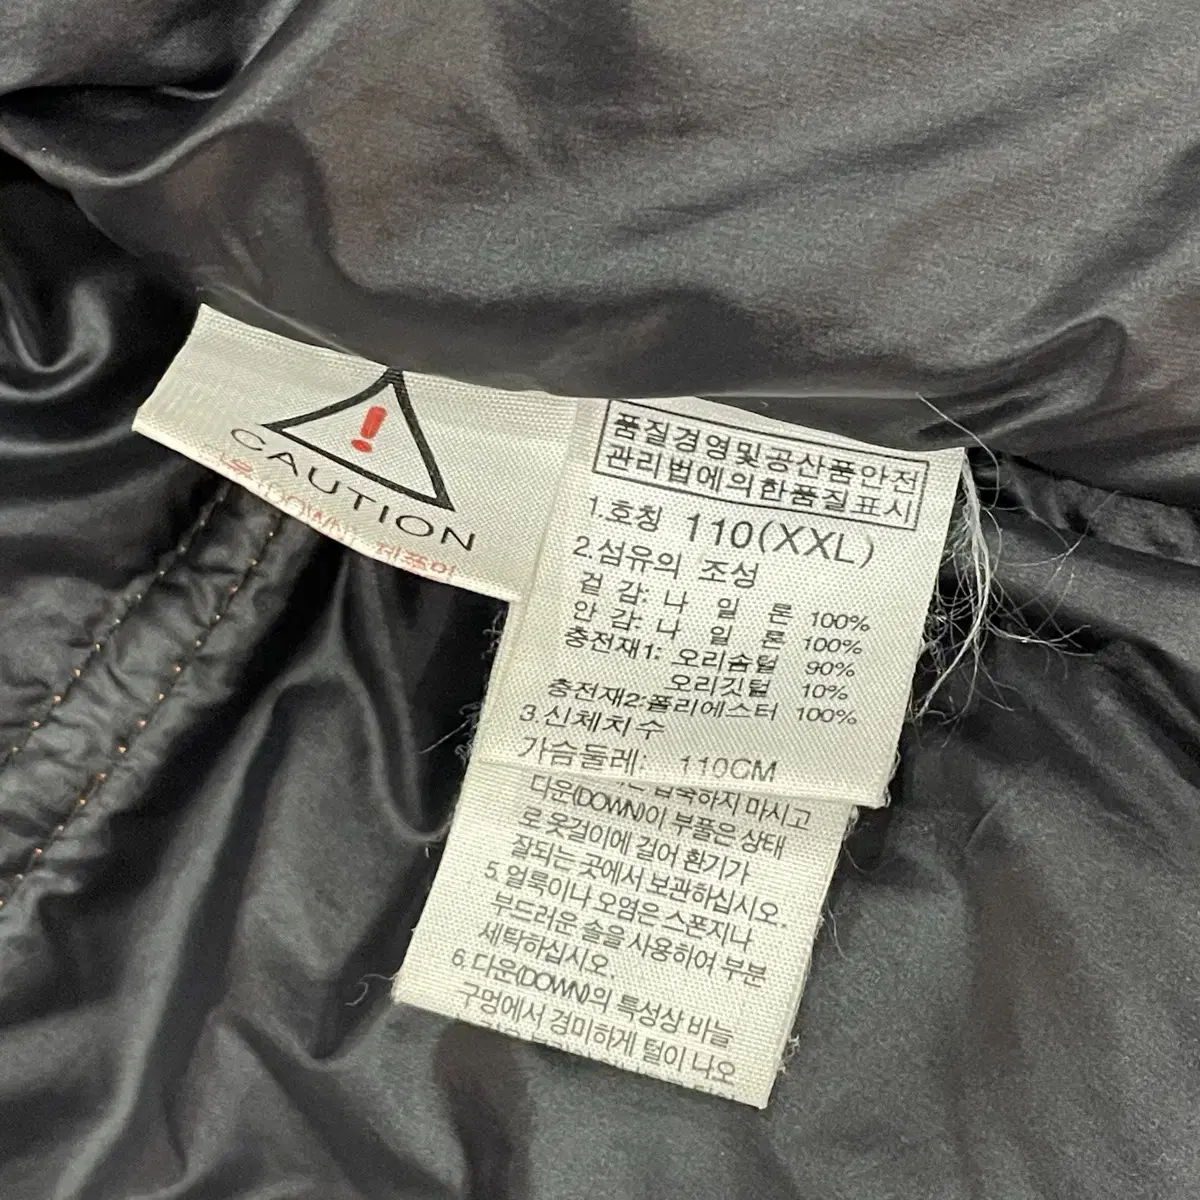 !
CAUTION
품질경영및공산품안전
관리법에의한품질표시
1.호칭 110(XXL)
2.섬유의 조성
겉 감: 나 일 론 100%
안 감: 나 일 론 100%
충전재1: 오리솜털 90%
오리깃털 10%
충전재2:폴리에스터 100%
3.신체치수
가슴둘레: 110CM
압축하지 마시고
다운(DOWN)이 부풀은 상태
로 옷걸이에 걸어 환기가
잘되는 곳에서 보관하십시오.
5. 얼룩이나 오염은 스폰지나
부드러운 솔을 사용하여 부분
세탁하십시오.
6. 다운(DOWN)의 특성상 바늘
구멍에서 경미하게 털이 나오